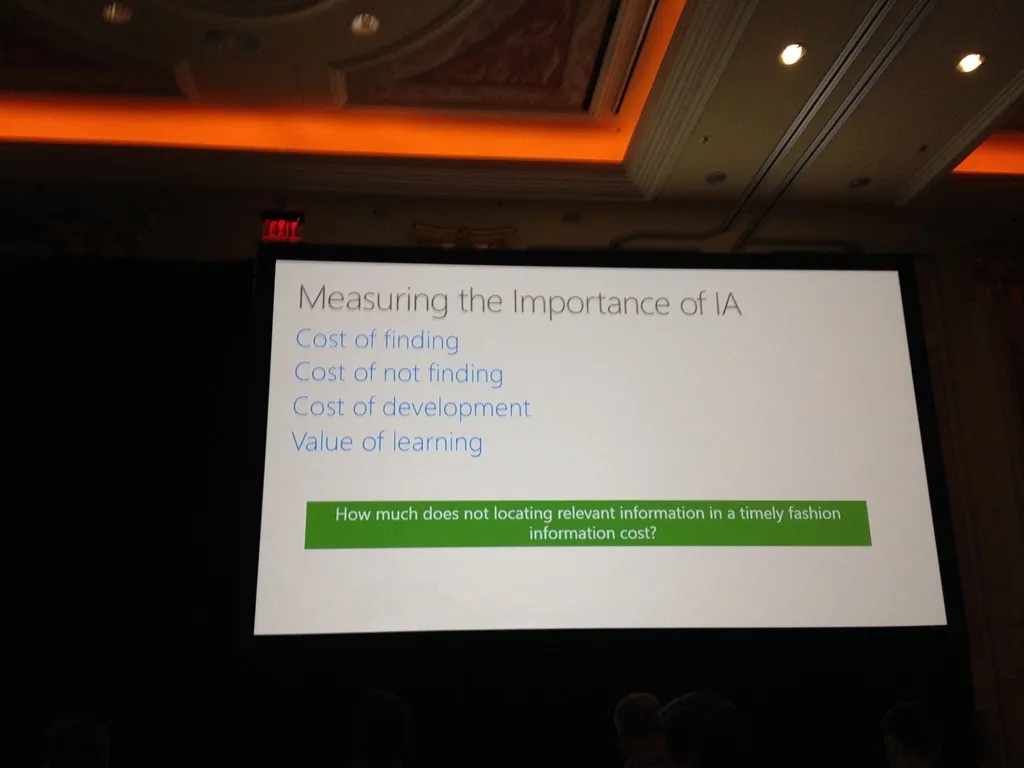 EXIT
Measuring the Importance of IA
Cost of finding
Cost of not finding
Cost of development
Value of learning
How much does not locating relevant information in a timely fashion
information cost?